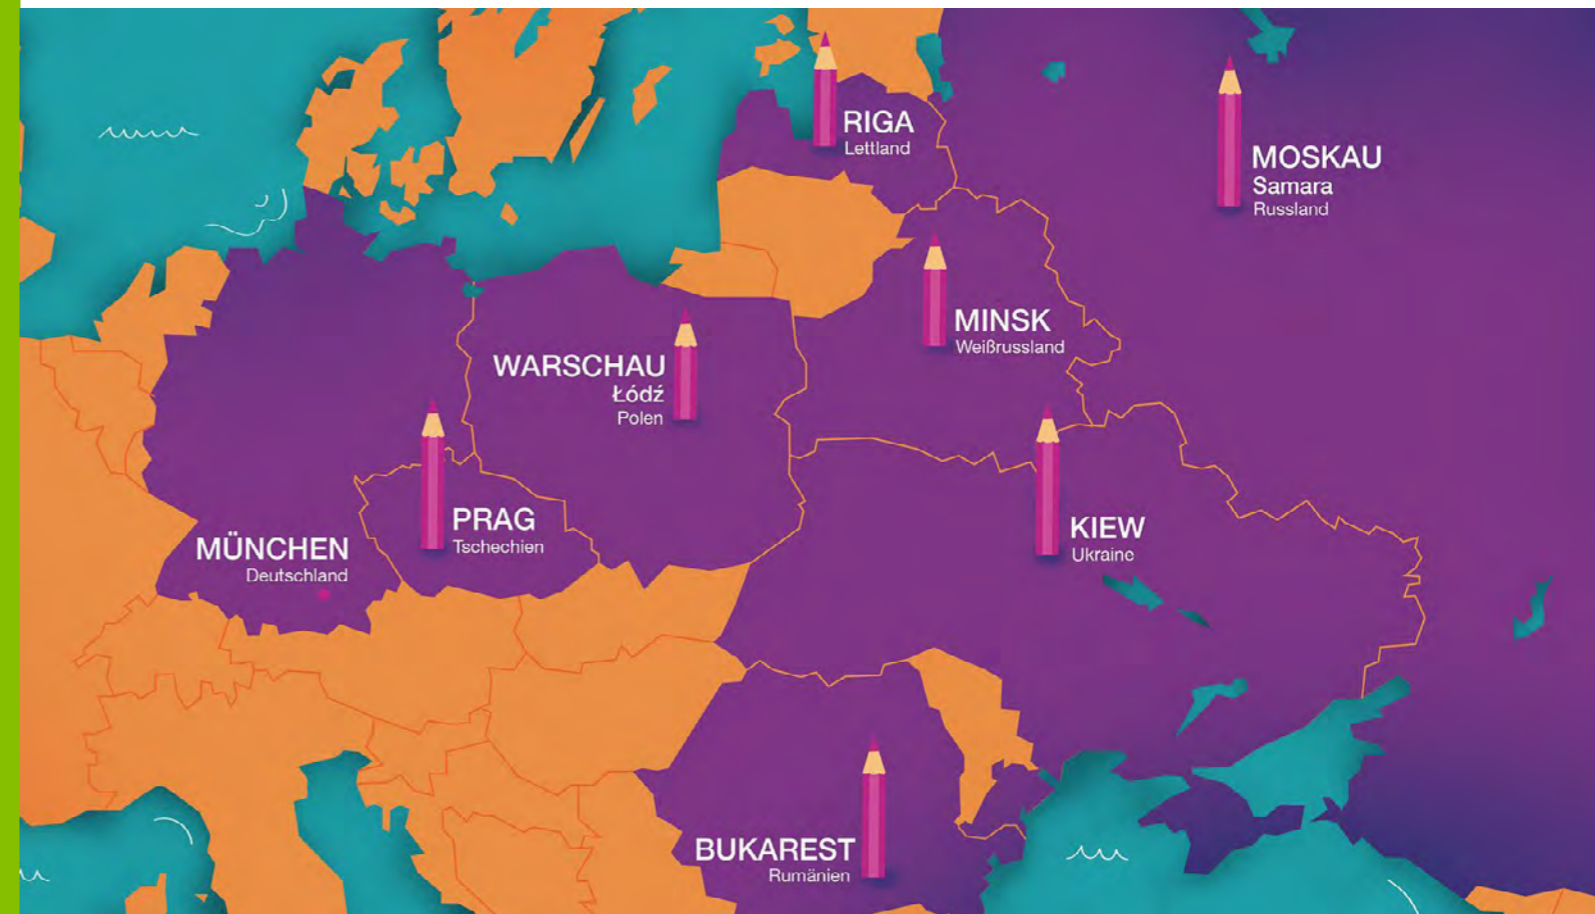 RIGA
Lettland
MOSKAU
Samara
Russland
MINSK
Weißrussland
WARSCHAU
Łódź
Polen
PRAG
Tschechien
KIEW
Ukraine
MÜNCHEN
Deutschland
BUKAREST
Rumänien